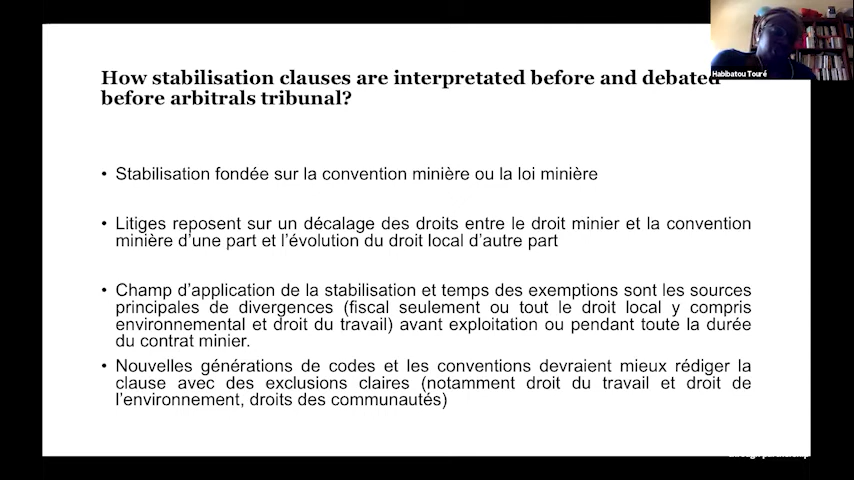 Habibatou Touré
How stabilisation clauses are interpretated before and debated
before arbitrals tribunal?
• Stabilisation fondée sur la convention minière ou la loi minière
• Litiges reposent sur un décalage des droits entre le droit minier et la convention
minière d’une part et l’évolution du droit local d’autre part
• Champ d’application de la stabilisation et temps des exemptions sont les sources
principales de divergences (fiscal seulement ou tout le droit local y compris
environnemental et droit du travail) avant exploitation ou pendant toute la durée
du contrat minier.
• Nouvelles générations de codes et les conventions devraient mieux rédiger la
clause avec des exclusions claires (notamment droit du travail et droit de
l’environnement, droits des communautés)